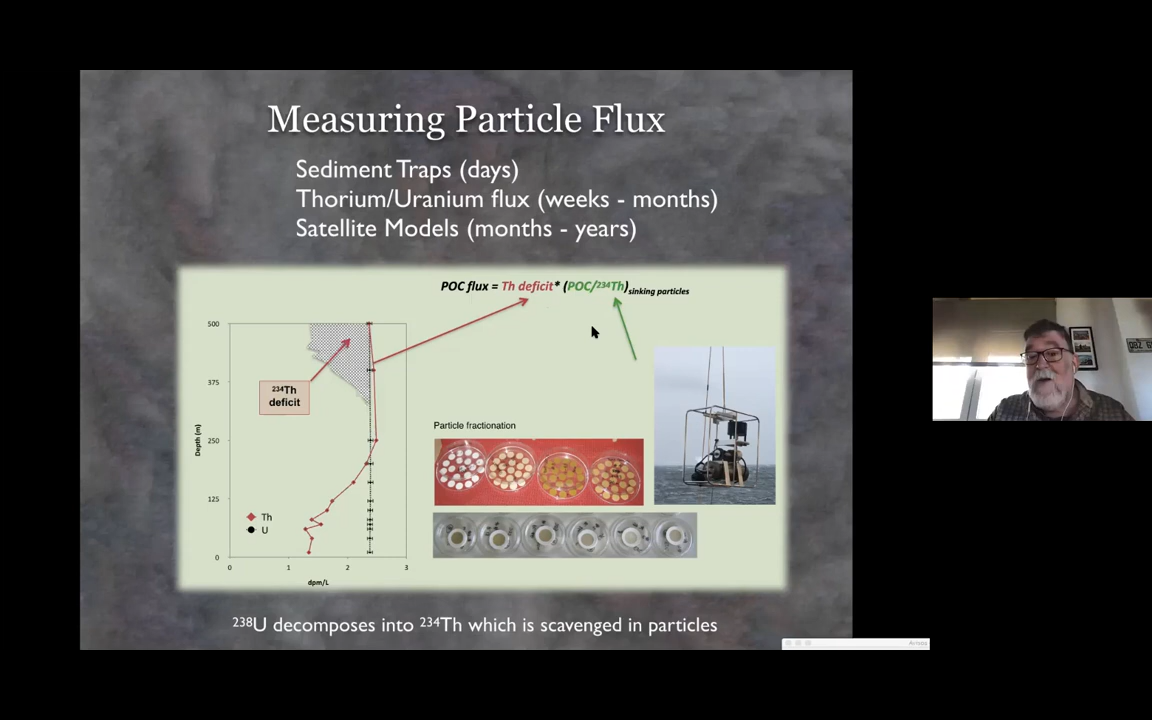 Measuring Particle Flux
Sediment Traps (days)
Thorium/Uranium flux (weeks - months)
Satellite Models (months - years)
POC flux = Th deficit* (POC/²³⁴Th)sinking particles
500
375
250
125
0
Depth (m)
²³⁴Th
deficit
Th
U
0 1 2 3
dpm/L
Particle fractionation
²³⁸U decomposes into ²³⁴Th which is scavenged in particles